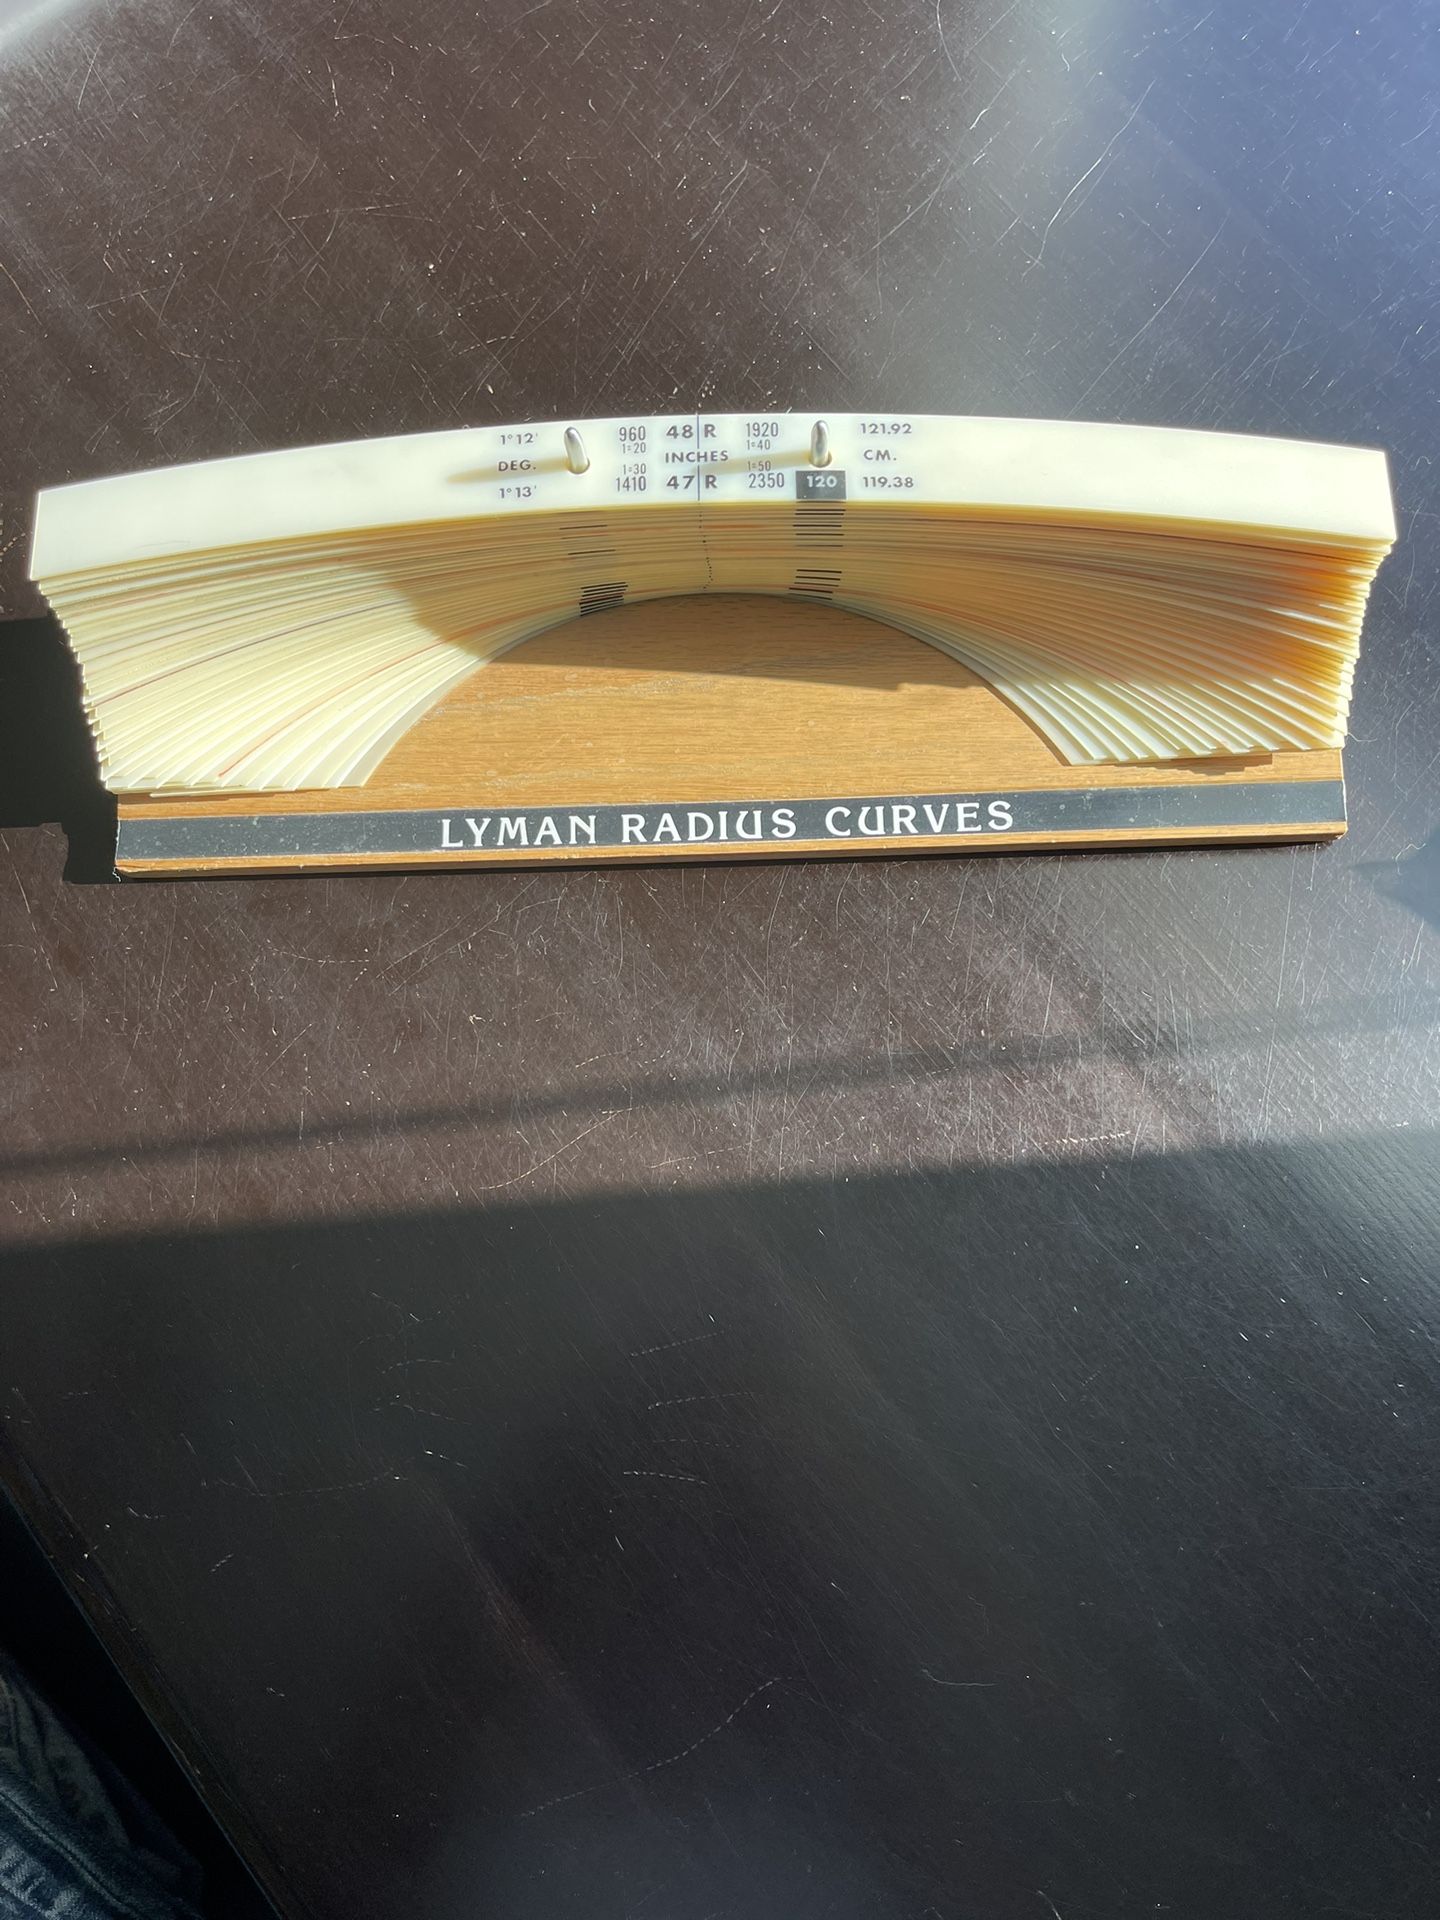 1°12' 960 48 R 1920 121.92
1=20 1=40
DEG. INCHES CM.
1=30 1=50
1°13' 1410 47 R 2350 120 119.38
LYMAN RADIUS CURVES